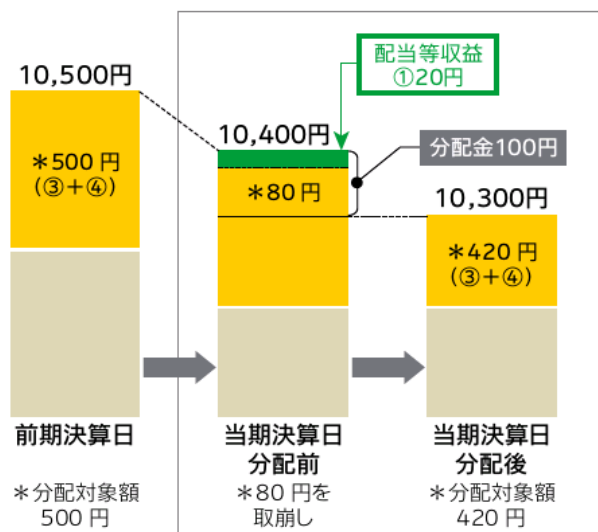 配当等収益
①20円
10,500円
10,400円
分配金100円
＊500 円
(③＋④)
＊80 円
10,300円
＊420 円
(③＋④)
前期決算日
当期決算日
分配前
当期決算日
分配後
＊分配対象額
500 円
＊80 円を
取崩し
＊分配対象額
420 円